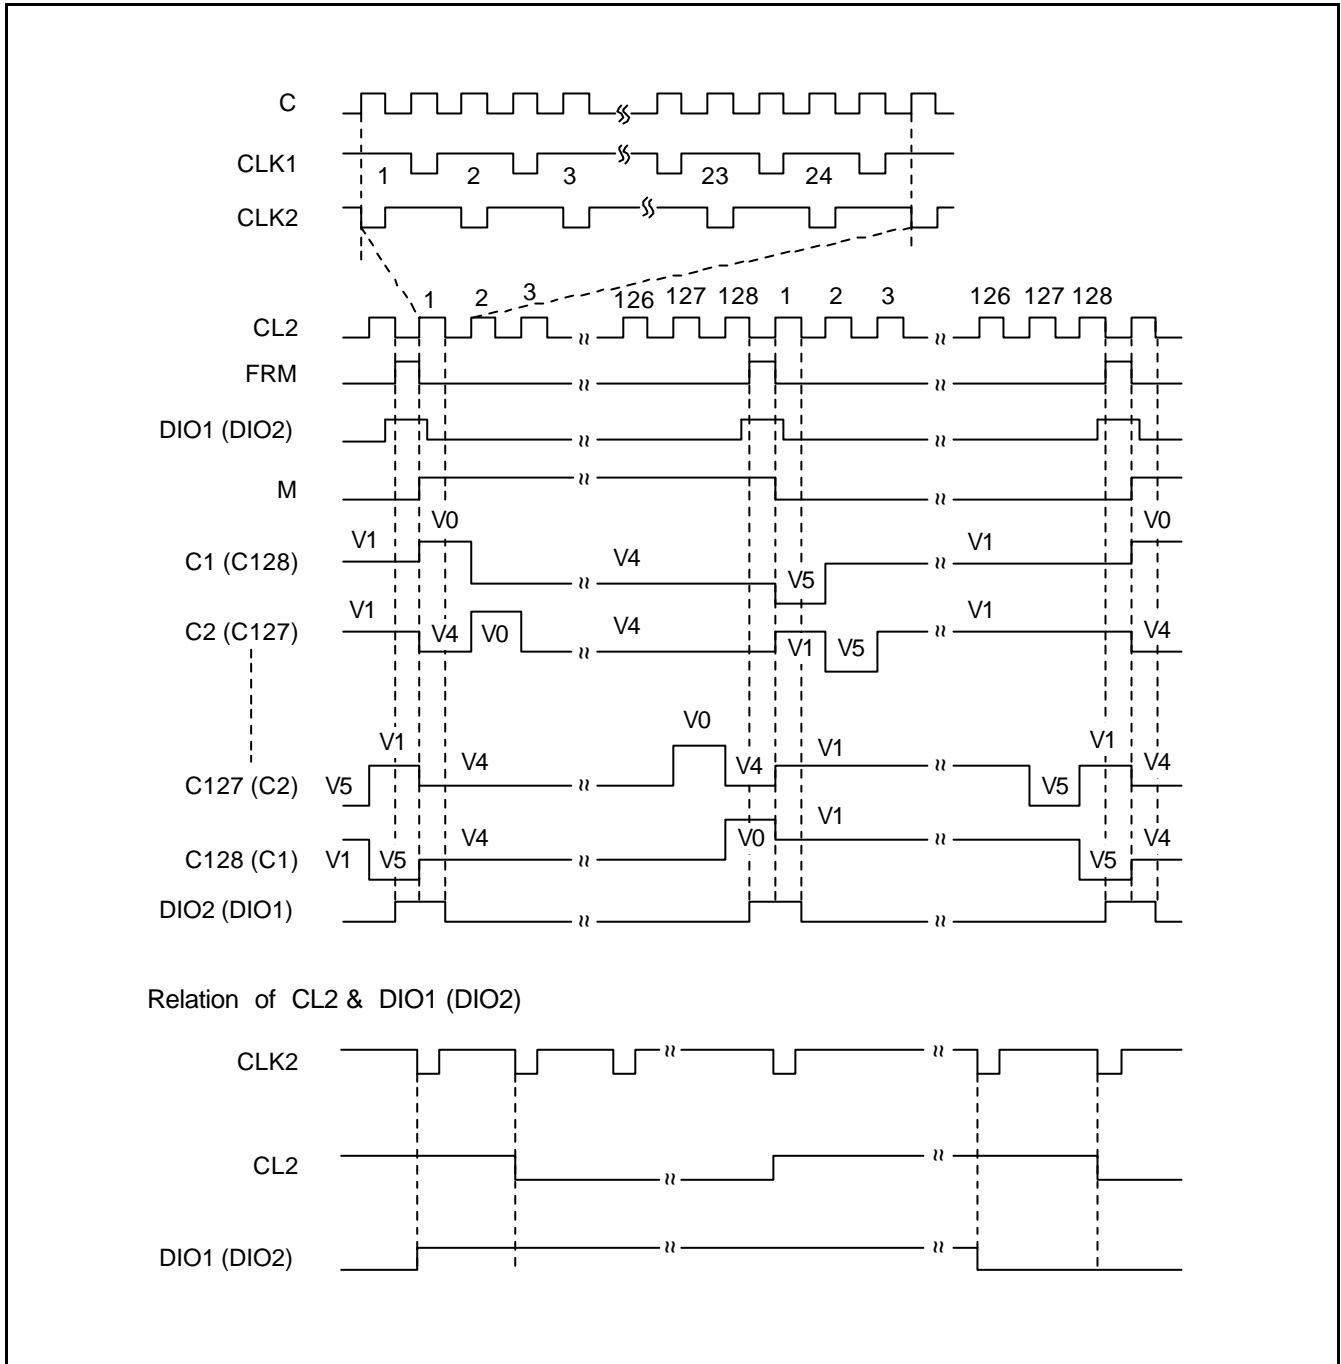 C
CLK1
1 2 3 23 24
CLK2
1 2 3 126 127 128 1 2 3 126 127 128
CL2
FRM
DIO1 (DIO2)
M
V0 V0
V1 V4 V1
C1 (C128)
V5
V1 V4 V1
C2 (C127) V4 V0 V1 V5 V4
V0
V1 V4 V1 V1
C127 (C2) V5 V4 V5 V4
V4 V1 V4
C128 (C1) V1 V5 V0 V5
DIO2 (DIO1)
Relation of CL2 & DIO1 (DIO2)
CLK2
CL2
DIO1 (DIO2)